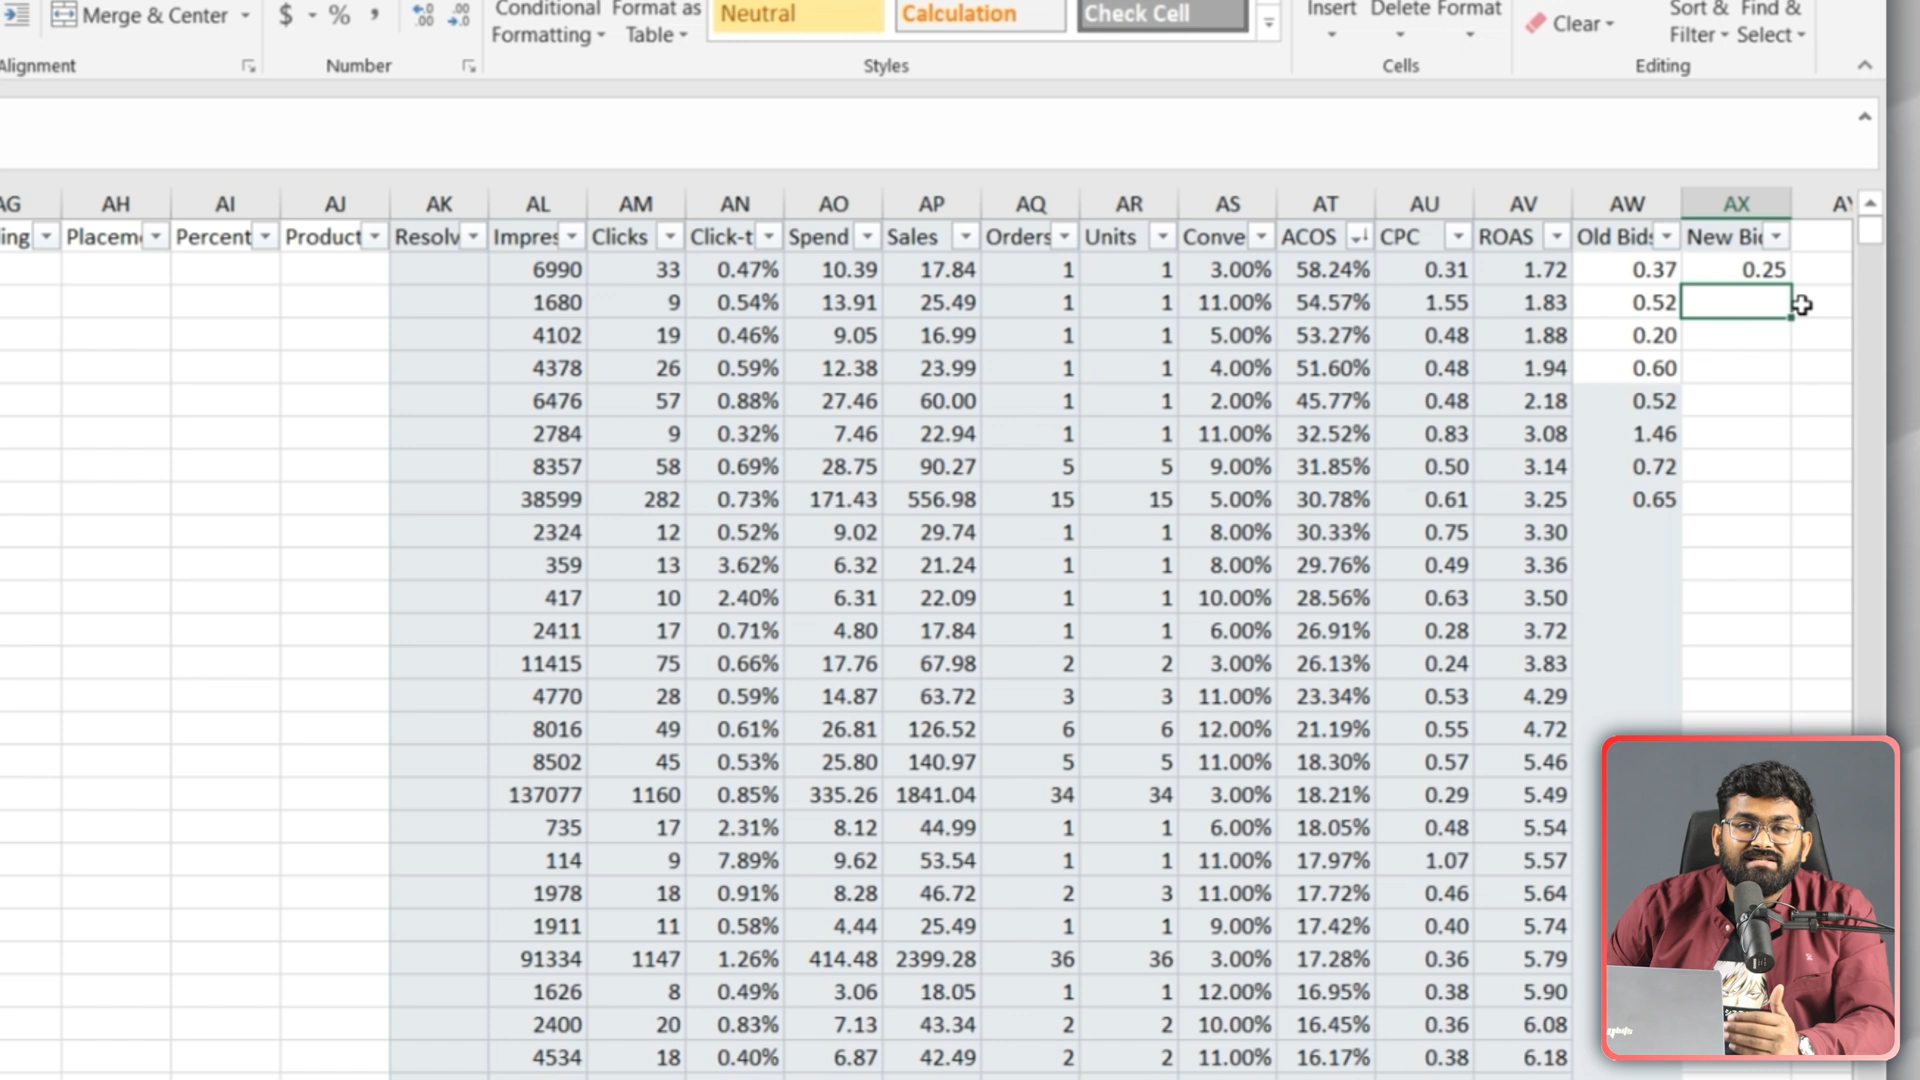 Merge & Center $ % , .00 .00 Conditional Format as Neutral Calculation Check Cell Insert Delete Format Clear Sort & Find &
Formatting Table Filter Select
Alignment Number Styles Cells Editing
AG AH AI AJ AK AL AM AN AO AP AQ AR AS AT AU AV AW AX
ing Placem Percent Product Resolv Impres Clicks Click-t Spend Sales Orders Units Conve ACOS CPC ROAS Old Bids New Bid
6990 33 0.47% 10.39 17.84 1 1 3.00% 58.24% 0.31 1.72 0.37 0.25
1680 9 0.54% 13.91 25.49 1 1 11.00% 54.57% 1.55 1.83 0.52
4102 19 0.46% 9.05 16.99 1 1 5.00% 53.27% 0.48 1.88 0.20
4378 26 0.59% 12.38 23.99 1 1 4.00% 51.60% 0.48 1.94 0.60
6476 57 0.88% 27.46 60.00 1 1 2.00% 45.77% 0.48 2.18 0.52
2784 9 0.32% 7.46 22.94 1 1 11.00% 32.52% 0.83 3.08 1.46
8357 58 0.69% 28.75 90.27 5 5 9.00% 31.85% 0.50 3.14 0.72
38599 282 0.73% 171.43 556.98 15 15 5.00% 30.78% 0.61 3.25 0.65
2324 12 0.52% 9.02 29.74 1 1 8.00% 30.33% 0.75 3.30
359 13 3.62% 6.32 21.24 1 1 8.00% 29.76% 0.49 3.36
417 10 2.40% 6.31 22.09 1 1 10.00% 28.56% 0.63 3.50
2411 17 0.71% 4.80 17.84 1 1 6.00% 26.91% 0.28 3.72
11415 75 0.66% 17.76 67.98 2 2 3.00% 26.13% 0.24 3.83
4770 28 0.59% 14.87 63.72 3 3 11.00% 23.34% 0.53 4.29
8016 49 0.61% 26.81 126.52 6 6 12.00% 21.19% 0.55 4.72
8502 45 0.53% 25.80 140.97 5 5 11.00% 18.30% 0.57 5.46
137077 1160 0.85% 335.26 1841.04 34 34 3.00% 18.21% 0.29 5.49
735 17 2.31% 8.12 44.99 1 1 6.00% 18.05% 0.48 5.54
114 9 7.89% 9.62 53.54 1 1 11.00% 17.97% 1.07 5.57
1978 18 0.91% 8.28 46.72 2 3 11.00% 17.72% 0.46 5.64
1911 11 0.58% 4.44 25.49 1 1 9.00% 17.42% 0.40 5.74
91334 1147 1.26% 414.48 2399.28 36 36 3.00% 17.28% 0.36 5.79
1626 8 0.49% 3.06 18.05 1 1 12.00% 16.95% 0.38 5.90
2400 20 0.83% 7.13 43.34 2 2 10.00% 16.45% 0.36 6.08
4534 18 0.40% 6.87 42.49 2 2 11.00% 16.17% 0.38 6.18